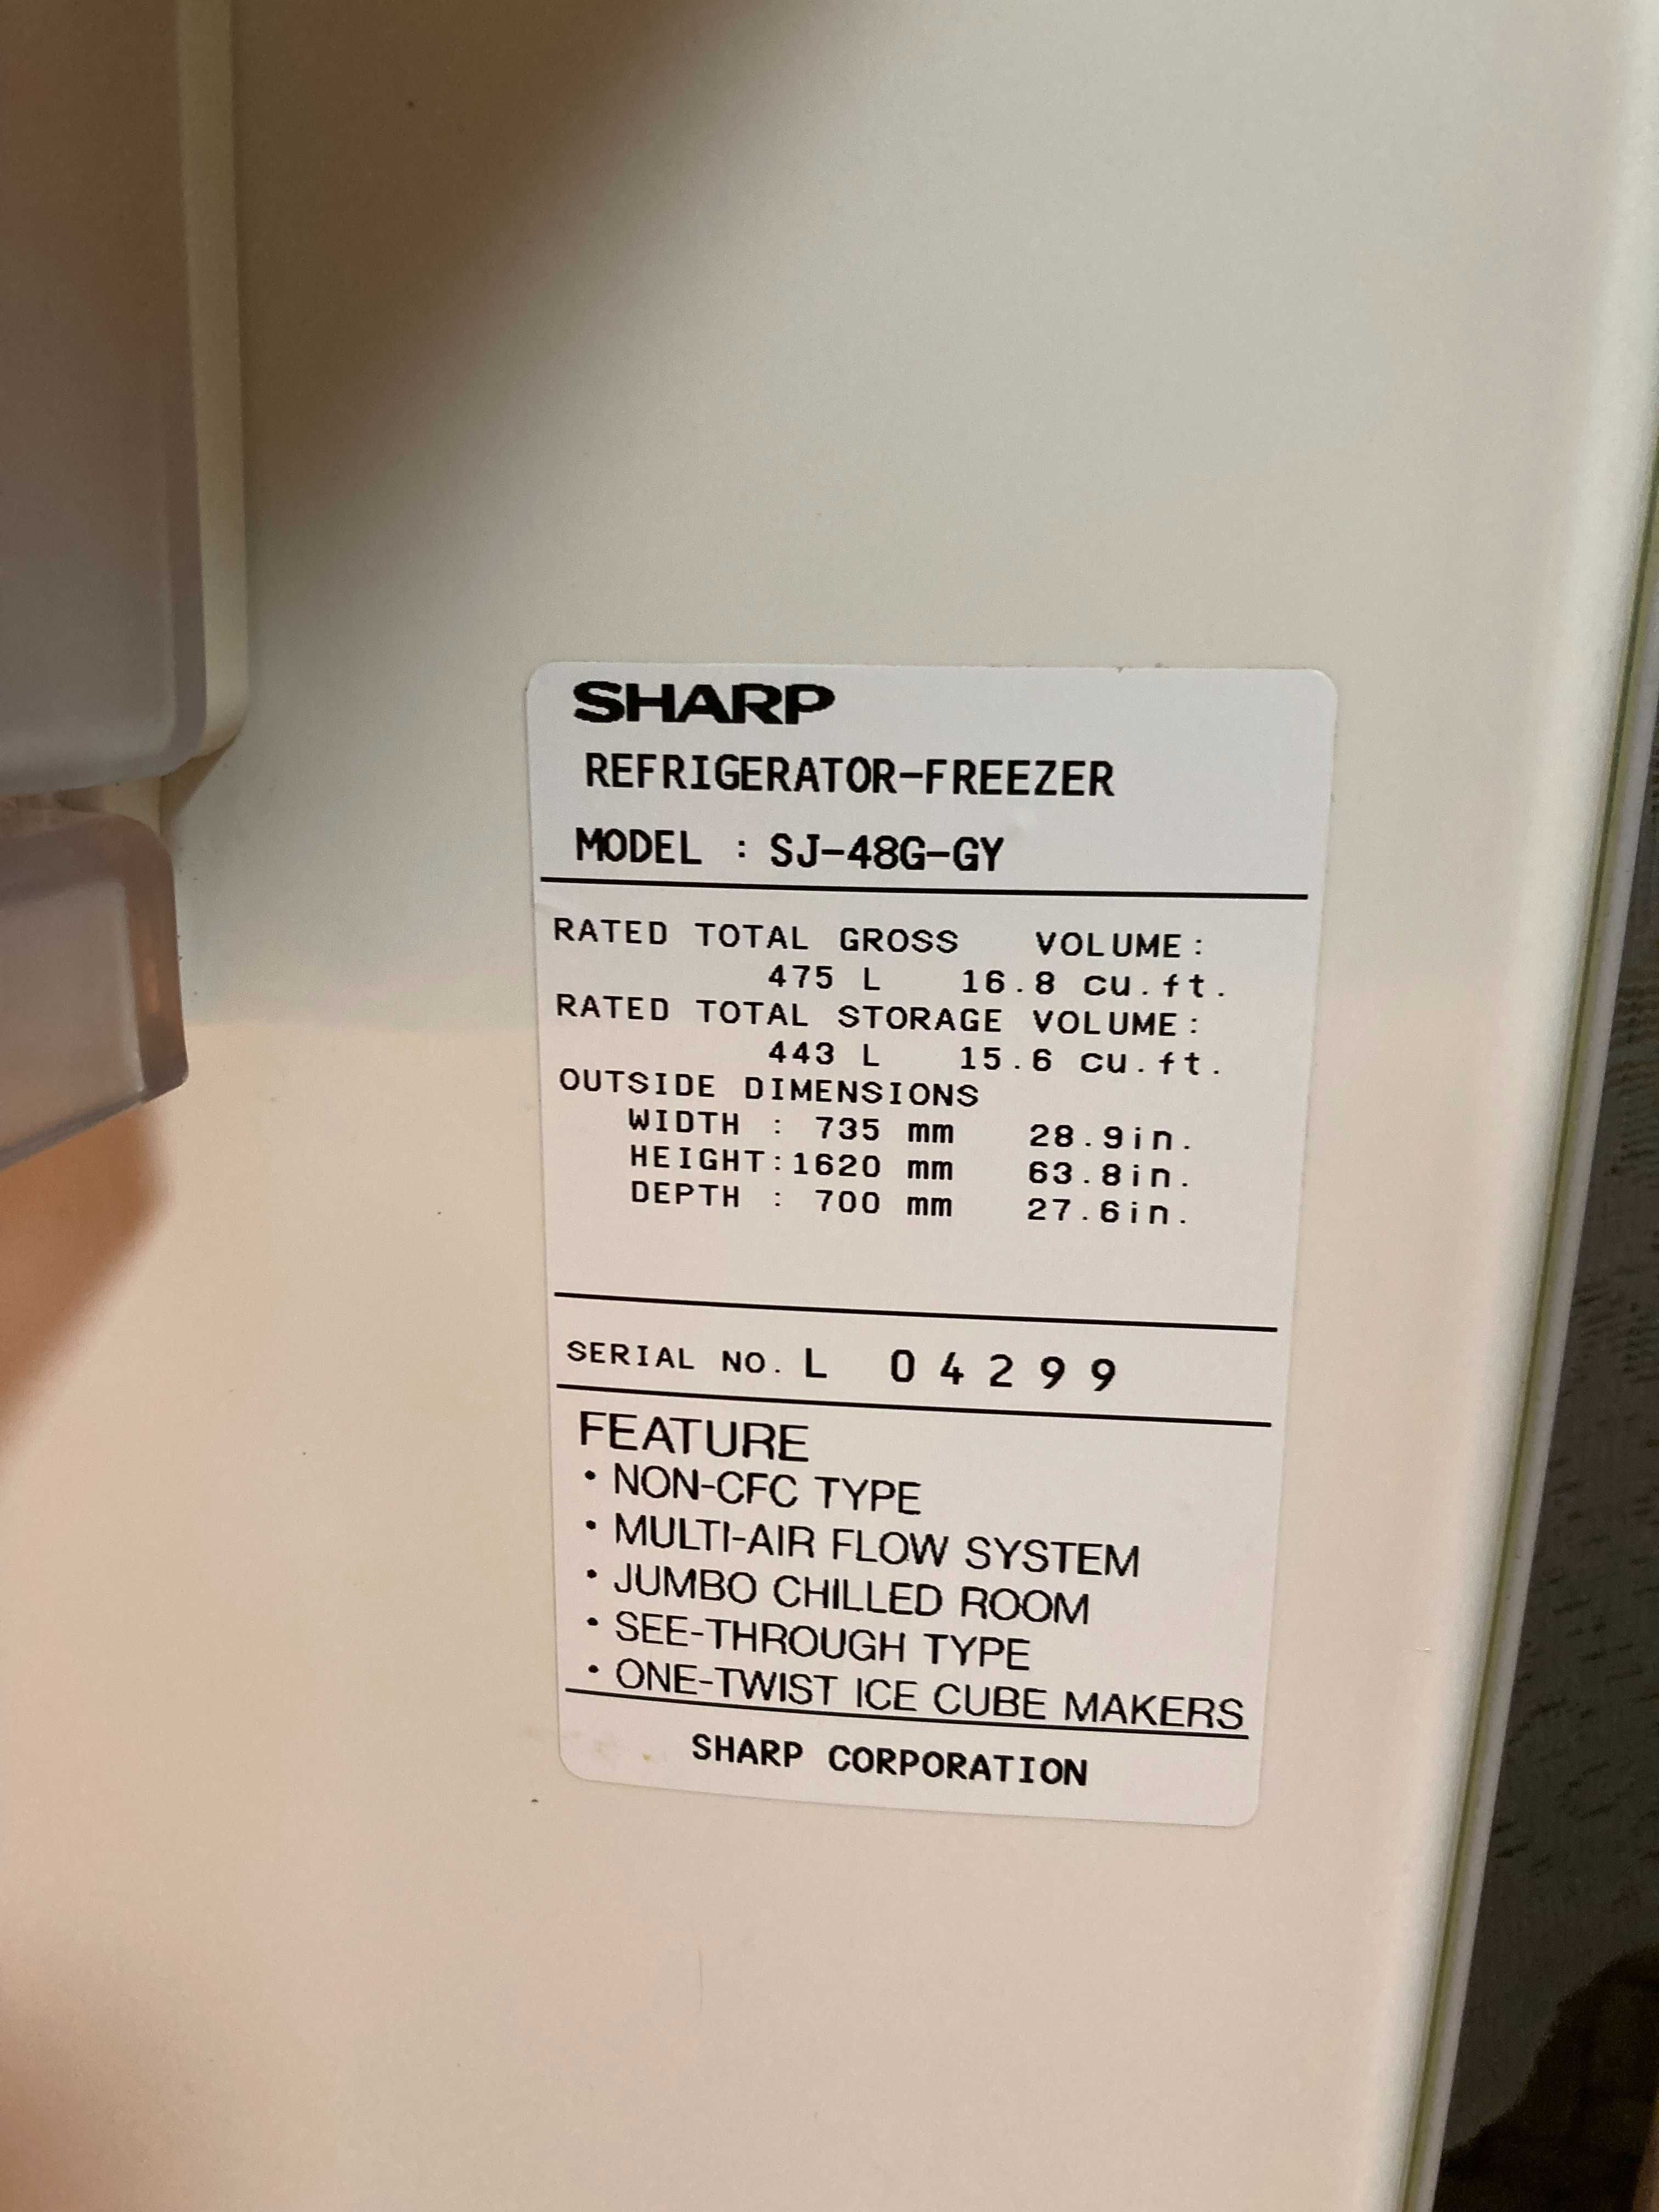 SHARP
REFRIGERATOR-FREEZER
MODEL : SJ-48G-GY
RATED TOTAL GROSS VOLUME:
475 L 16.8 cu.ft.
RATED TOTAL STORAGE VOLUME:
443 L 15.6 cu.ft.
OUTSIDE DIMENSIONS
WIDTH : 735 mm 28.9in.
HEIGHT:1620 mm 63.8in.
DEPTH : 700 mm 27.6in.
SERIAL NO. L 04299
FEATURE
・NON-CFC TYPE
・MULTI-AIR FLOW SYSTEM
・JUMBO CHILLED ROOM
・SEE-THROUGH TYPE
・ONE-TWIST ICE CUBE MAKERS
SHARP CORPORATION